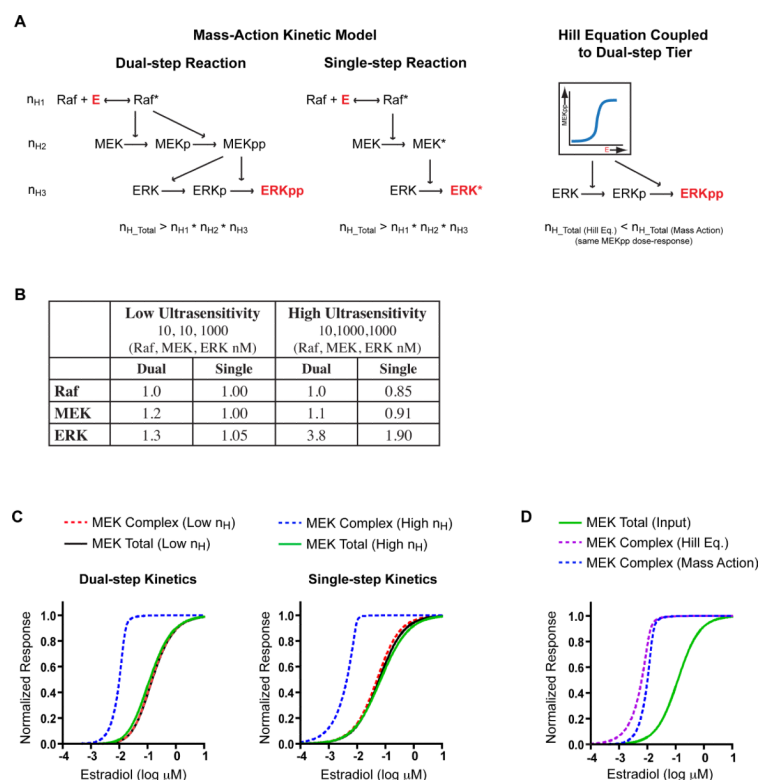 A
Mass-Action Kinetic Model
Hill Equation Coupled
to Dual-step Tier
Dual-step Reaction
Single-step Reaction
nH1 Raf + E Raf*
Raf + E Raf*
MEKpp
E
nH2 MEK MEKp MEKpp
MEK MEK*
nH3 ERK ERKp ERKpp
ERK ERK*
ERK ERKp ERKpp
nH_Total > nH1 * nH2 * nH3
nH_Total > nH1 * nH2 * nH3
nH_Total (Hill Eq.) < nH_Total (Mass Action)
(same MEKpp dose-response)
B
Low Ultrasensitivity High Ultrasensitivity
10, 10, 1000 10,1000,1000
(Raf, MEK, ERK nM) (Raf, MEK, ERK nM)
Dual Single Dual Single
Raf 1.0 1.00 1.0 0.85
MEK 1.2 1.00 1.1 0.91
ERK 1.3 1.05 3.8 1.90
C
MEK Complex (Low nH)
MEK Total (Low nH)
MEK Complex (High nH)
MEK Total (High nH)
Dual-step Kinetics
Normalized Response
1.0
0.8
0.6
0.4
0.2
0.0
-4 -3 -2 -1 0 1
Estradiol (log μM)
Single-step Kinetics
Normalized Response
1.0
0.8
0.6
0.4
0.2
0.0
-4 -3 -2 -1 0 1
Estradiol (log μM)
D
MEK Total (Input)
MEK Complex (Hill Eq.)
MEK Complex (Mass Action)
Normalized Response
1.0
0.8
0.6
0.4
0.2
0.0
-4 -3 -2 -1 0 1
Estradiol (log μM)